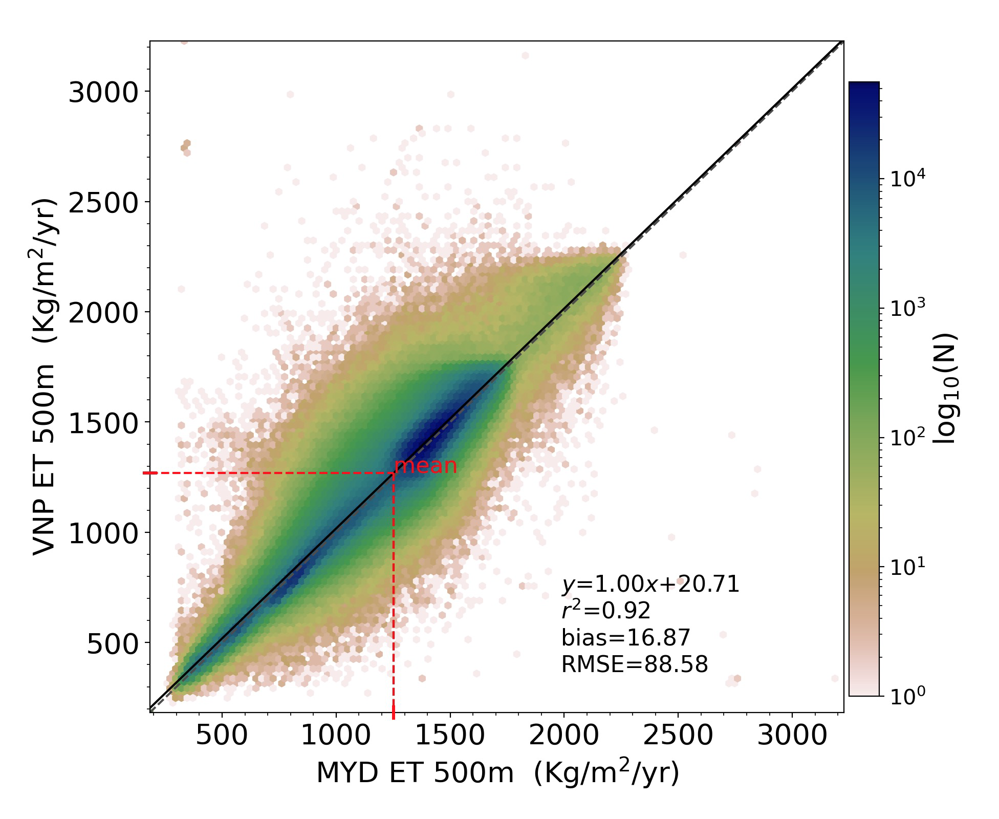 3000
2500
2000
1500
1000
500
VNP ET 500m (Kg/m²/yr)
mean
y=1.00x+20.71
r²=0.92
bias=16.87
RMSE=88.58
500 1000 1500 2000 2500 3000
MYD ET 500m (Kg/m²/yr)
10⁴
10³
10²
10¹
10⁰
log₁₀(N)